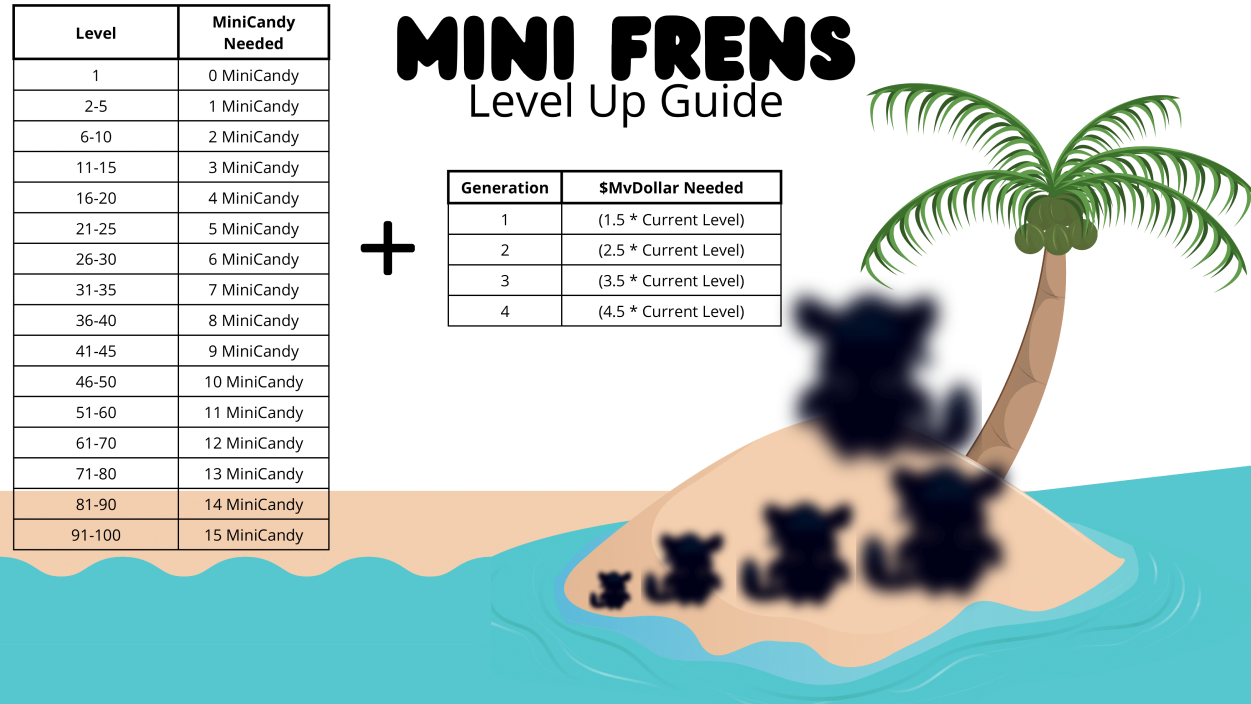 MINI FRENS
Level Up Guide
Level MiniCandy Needed
1 0 MiniCandy
2-5 1 MiniCandy
6-10 2 MiniCandy
11-15 3 MiniCandy
16-20 4 MiniCandy
21-25 5 MiniCandy
26-30 6 MiniCandy
31-35 7 MiniCandy
36-40 8 MiniCandy
41-45 9 MiniCandy
46-50 10 MiniCandy
51-60 11 MiniCandy
61-70 12 MiniCandy
71-80 13 MiniCandy
81-90 14 MiniCandy
91-100 15 MiniCandy
+
Generation $MvDollar Needed
1 (1.5 * Current Level)
2 (2.5 * Current Level)
3 (3.5 * Current Level)
4 (4.5 * Current Level)